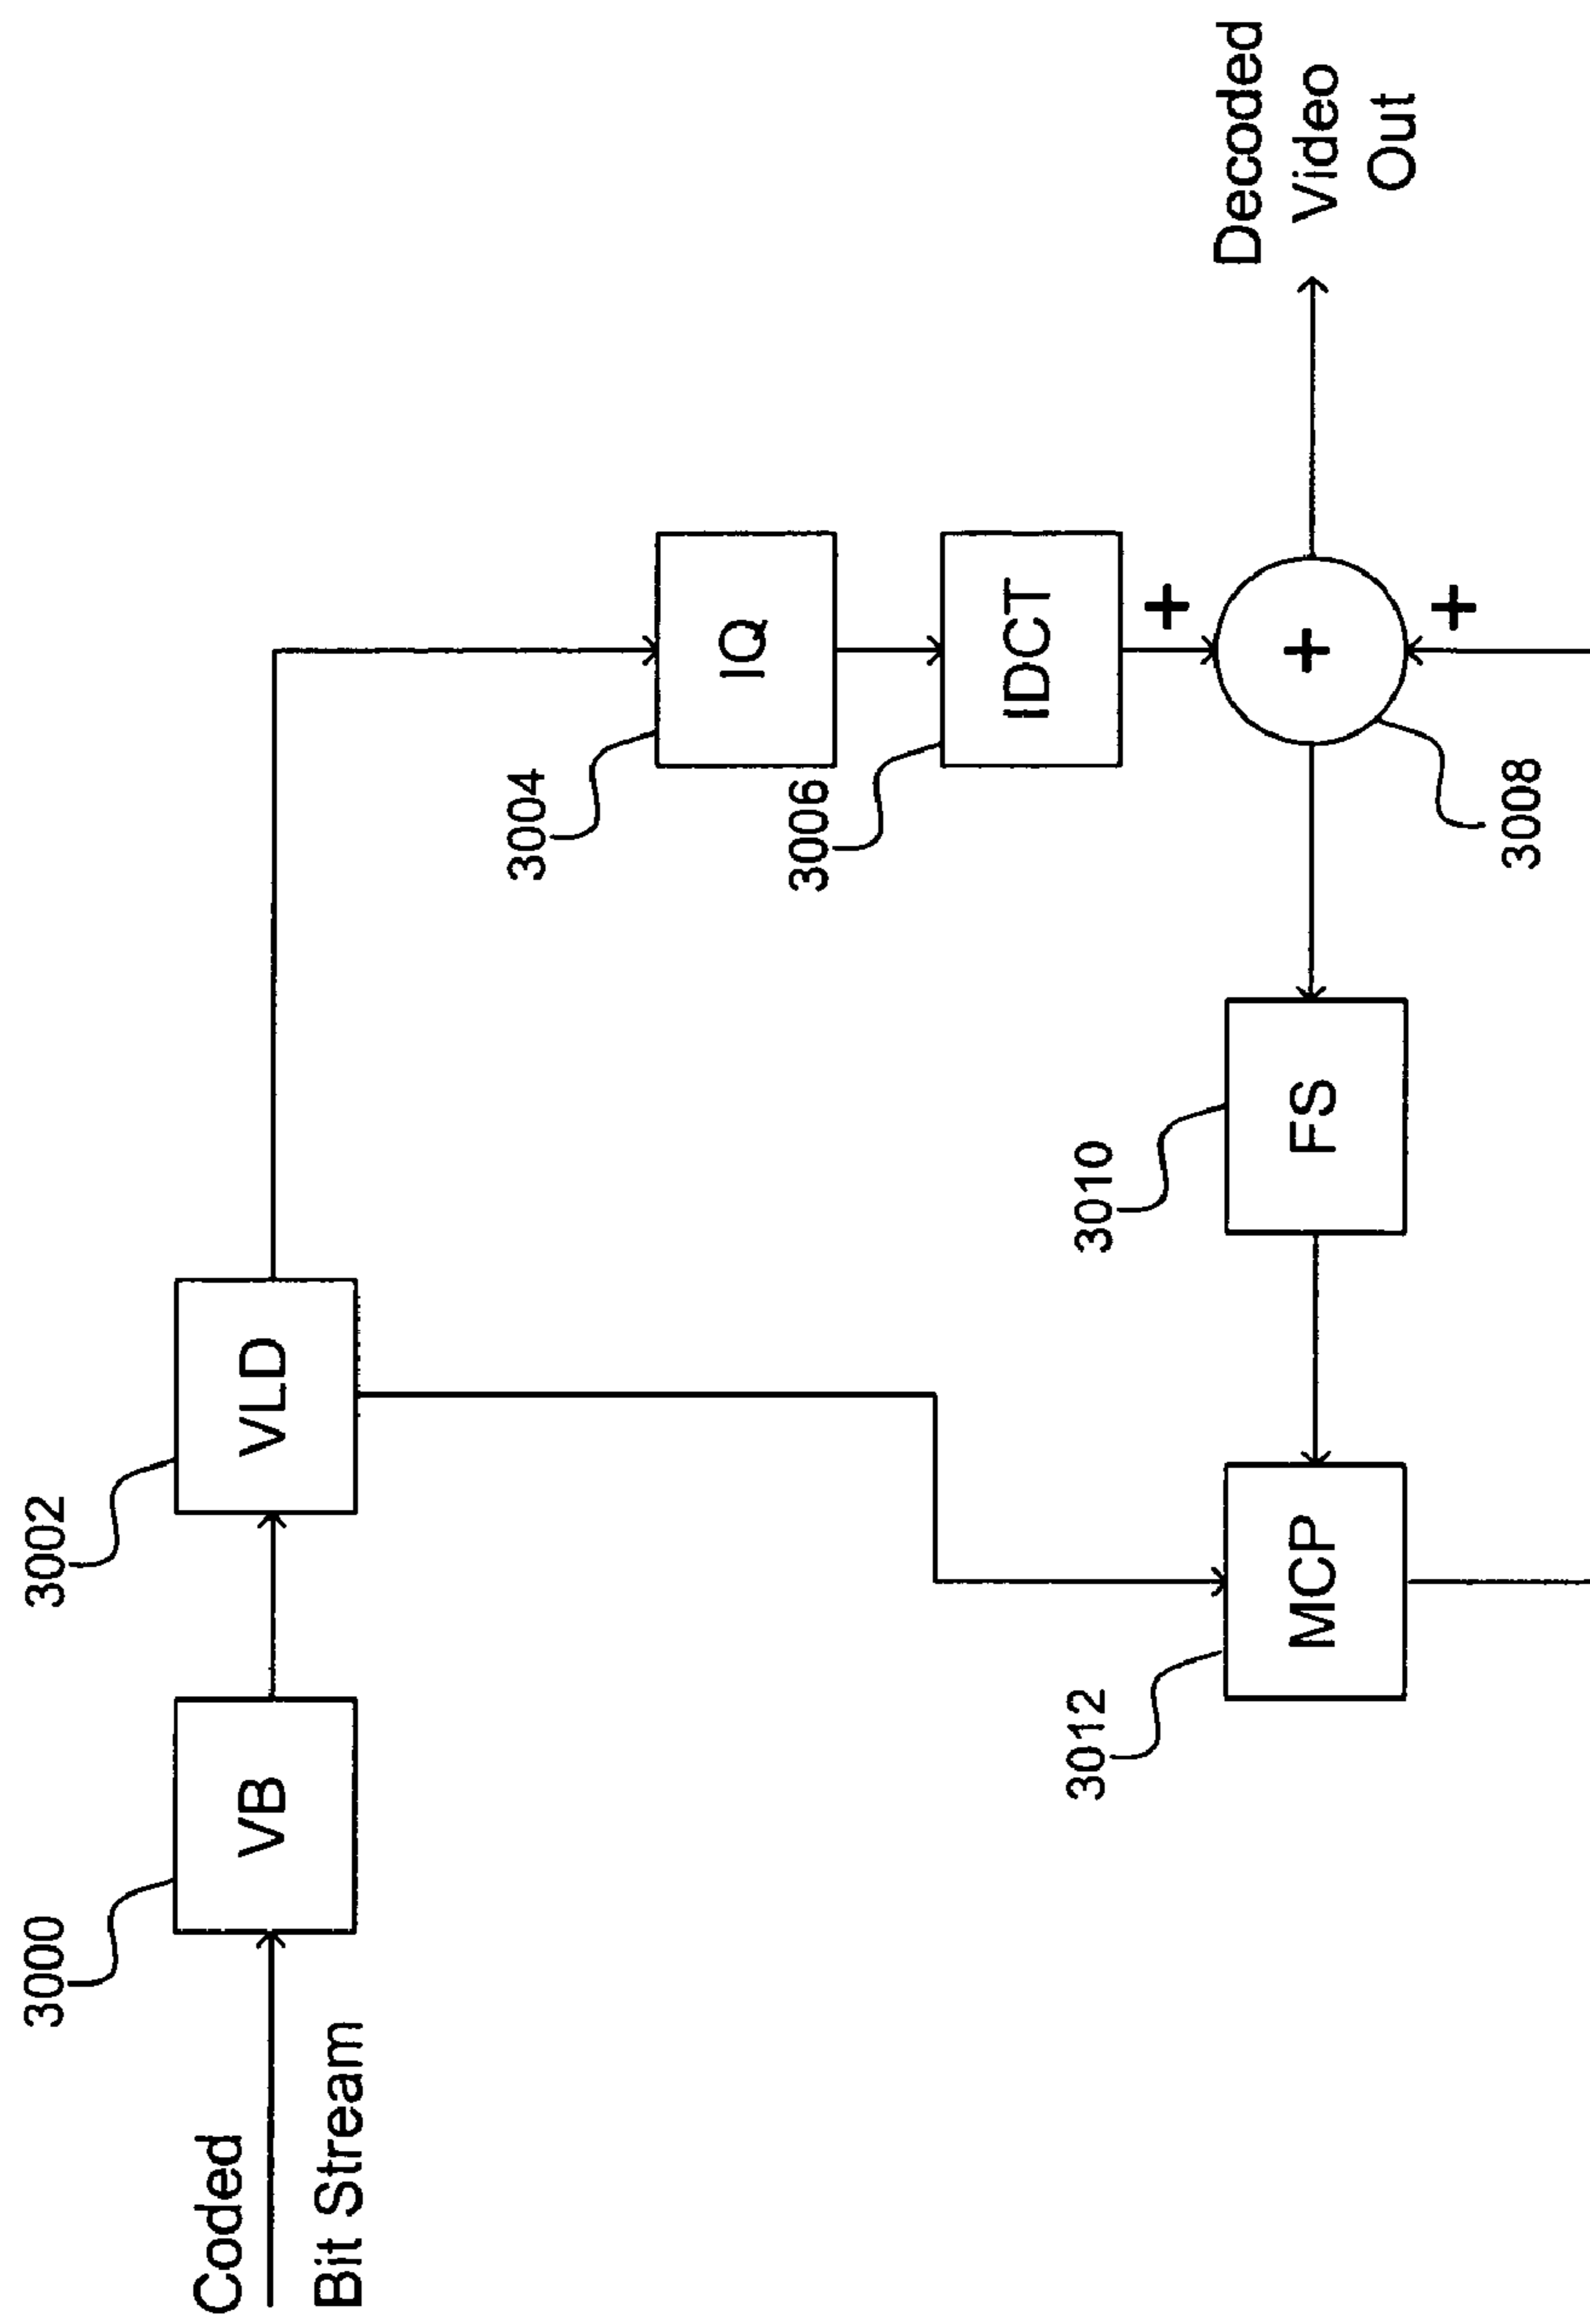 Coded
Bit Stream
3000
VB
3002
VLD
3004
IQ
3006
IDCT
+
+
+
3008
Decoded
Video
Out
3010
FS
3012
MCP